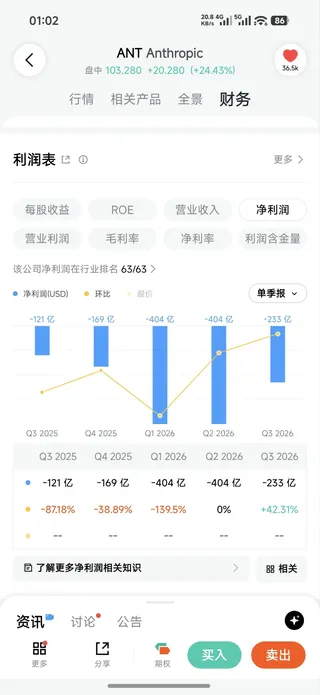 01:02
20.8 KB/s 4G 5G 86
ANT Anthropic
盘中 103.280 +20.280 (+24.43%)
36.5k
行情 相关产品 全景 财务
利润表 更多
每股收益 ROE 营业收入 净利润
营业利润 毛利率 净利率 利润含金量
该公司净利润在行业排名 63/63
净利润(USD) 环比 股价 单季报
-121 亿 -169 亿 -404 亿 -404 亿 -233 亿
Q3 2025 Q4 2025 Q1 2026 Q2 2026 Q3 2026
Q3 2025 Q4 2025 Q1 2026 Q2 2026 Q3 2026
-121 亿 -169 亿 -404 亿 -404 亿 -233 亿
-87.18% -38.89% -139.5% 0% +42.31%
-- -- -- -- --
了解更多净利润相关知识 相关
资讯 讨论 公告
更多 分享 期权 买入 卖出